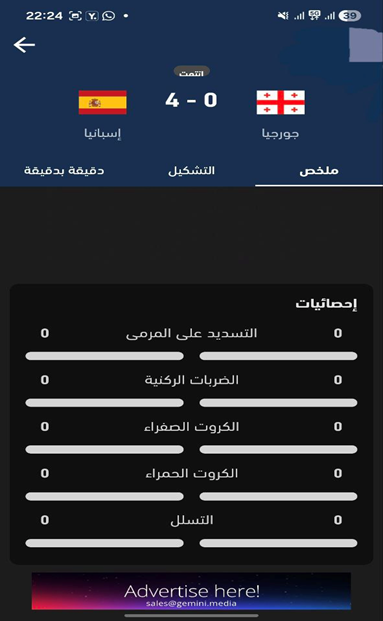 22:24
39
انتهت
4 - 0
إسبانيا
جورجيا
ملخص
التشكيل
دقيقة بدقيقة
إحصائيات
0 التسديد على المرمى 0
0 الضربات الركنية 0
0 الكروت الصفراء 0
0 الكروت الحمراء 0
0 التسلل 0
Advertise here!
sales@gemini.media